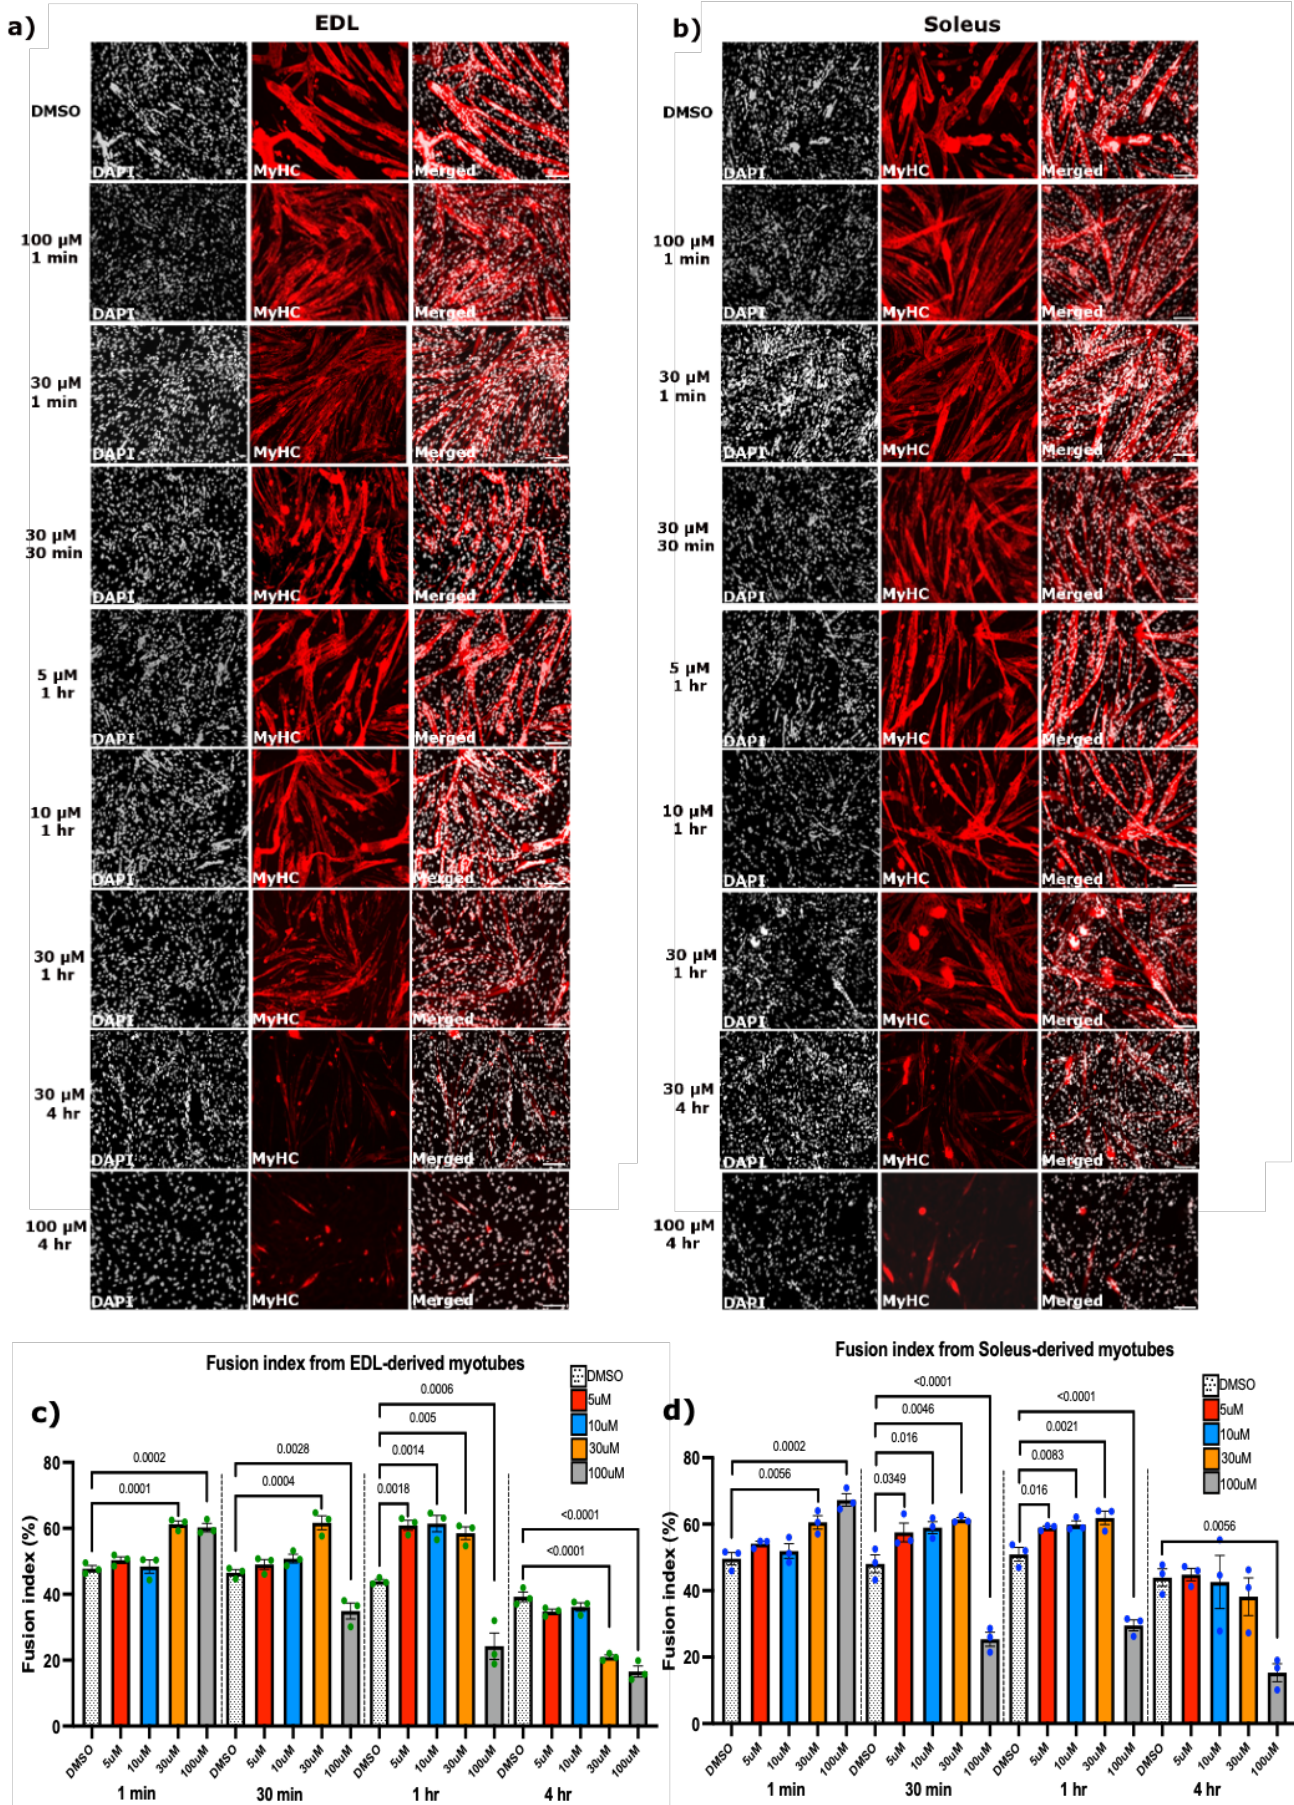 a)
EDL
DMSO
DAPI MyHC Merged
100 µM
1 min
DAPI MyHC Merged
30 µM
1 min
DAPI MyHC Merged
30 µM
30 min
DAPI MyHC Merged
5 µM
1 hr
DAPI MyHC Merged
10 µM
1 hr
DAPI MyHC Merged
30 µM
1 hr
DAPI MyHC Merged
30 µM
4 hr
DAPI MyHC Merged
100 µM
4 hr
DAPI MyHC Merged
b)
Soleus
DMSO
DAPI MyHC Merged
100 µM
1 min
DAPI MyHC Merged
30 µM
1 min
DAPI MyHC Merged
30 µM
30 min
DAPI MyHC Merged
5 µM
1 hr
DAPI MyHC Merged
10 µM
1 hr
DAPI MyHC Merged
30 µM
1 hr
DAPI MyHC Merged
30 µM
4 hr
DAPI MyHC Merged
100 µM
4 hr
DAPI MyHC Merged
c)
Fusion index from EDL-derived myotubes
DMSO
5uM
10uM
30uM
100uM
0.0006
0.005
0.0002
0.0028
0.0014
0.0001
0.0004
0.0018
<0.0001
<0.0001
Fusion index (%)
80
60
40
20
0
DMSO 5uM 10uM 30uM 100uM DMSO 5uM 10uM 30uM 100uM DMSO 5uM 10uM 30uM 100uM DMSO 5uM 10uM 30uM 100uM
1 min 30 min 1 hr 4 hr
d)
Fusion index from Soleus-derived myotubes
DMSO
5uM
10uM
30uM
100uM
<0.0001 <0.0001
0.0046 0.0021
0.0002 0.016 0.0083
0.0056 0.0349 0.016
0.0056
Fusion index (%)
80
60
40
20
0
DMSO 5uM 10uM 30uM 100uM DMSO 5uM 10uM 30uM 100uM DMSO 5uM 10uM 30uM 100uM DMSO 5uM 10uM 30uM 100uM
1 min 30 min 1 hr 4 hr